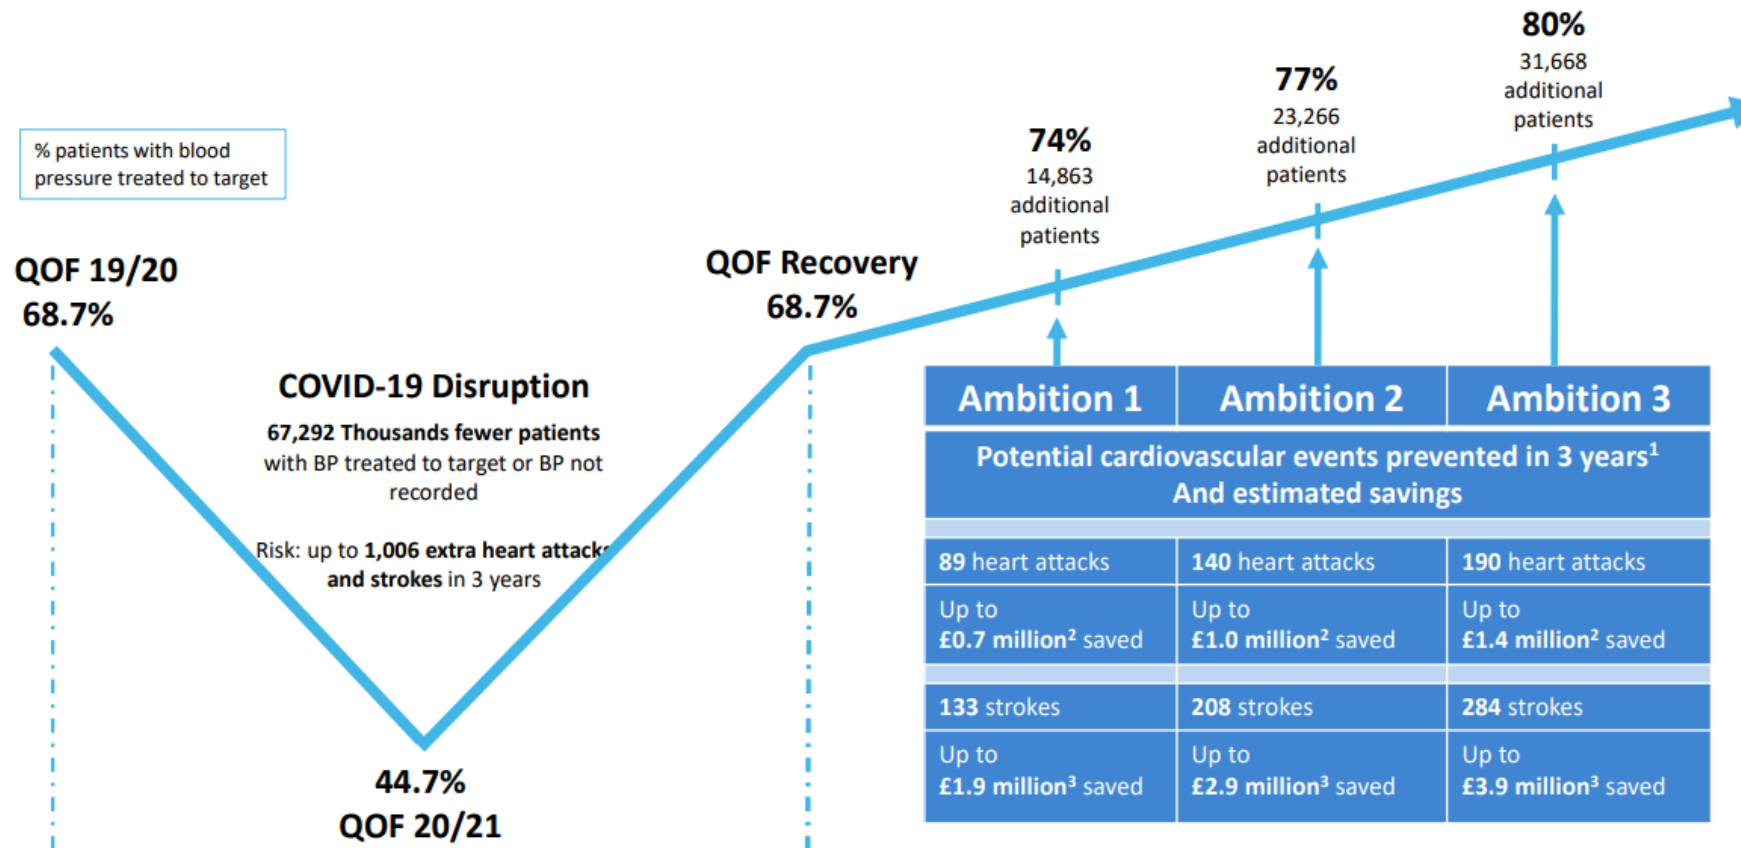 % patients with blood
pressure treated to target
QOF 19/20
68.7%
COVID-19 Disruption
67,292 Thousands fewer patients
with BP treated to target or BP not
recorded
Risk: up to 1,006 extra heart attacks
and strokes in 3 years
44.7%
QOF 20/21
QOF Recovery
68.7%
74%
14,863
additional
patients
77%
23,266
additional
patients
80%
31,668
additional
patients
Ambition 1 Ambition 2 Ambition 3
Potential cardiovascular events prevented in 3 years¹
And estimated savings
89 heart attacks 140 heart attacks 190 heart attacks
Up to Up to Up to
£0.7 million² saved £1.0 million² saved £1.4 million² saved
133 strokes 208 strokes 284 strokes
Up to Up to Up to
£1.9 million³ saved £2.9 million³ saved £3.9 million³ saved